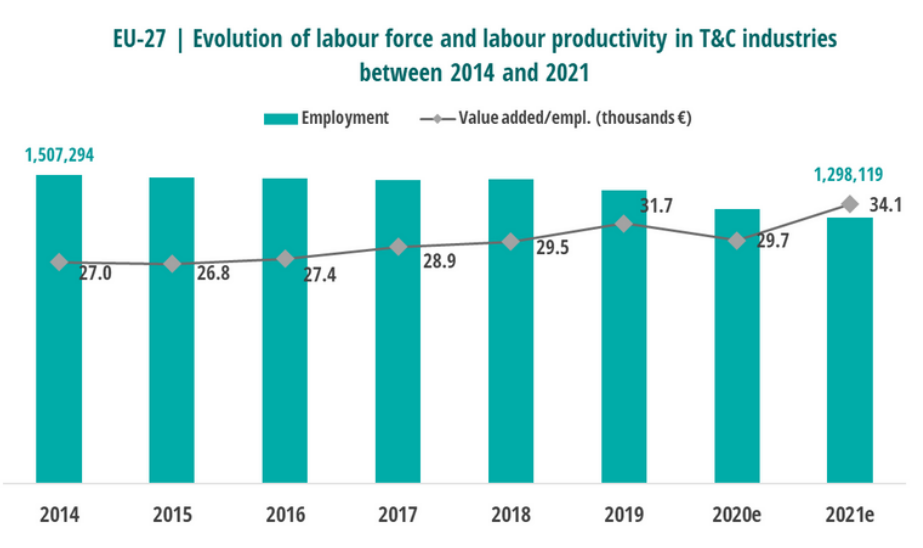 EU-27 | Evolution of labour force and labour productivity in T&C industries
between 2014 and 2021
Employment
Value added/empl. (thousands €)
1,507,294
1,298,119
27.0
26.8
27.4
28.9
29.5
31.7
29.7
34.1
2014
2015
2016
2017
2018
2019
2020e
2021e